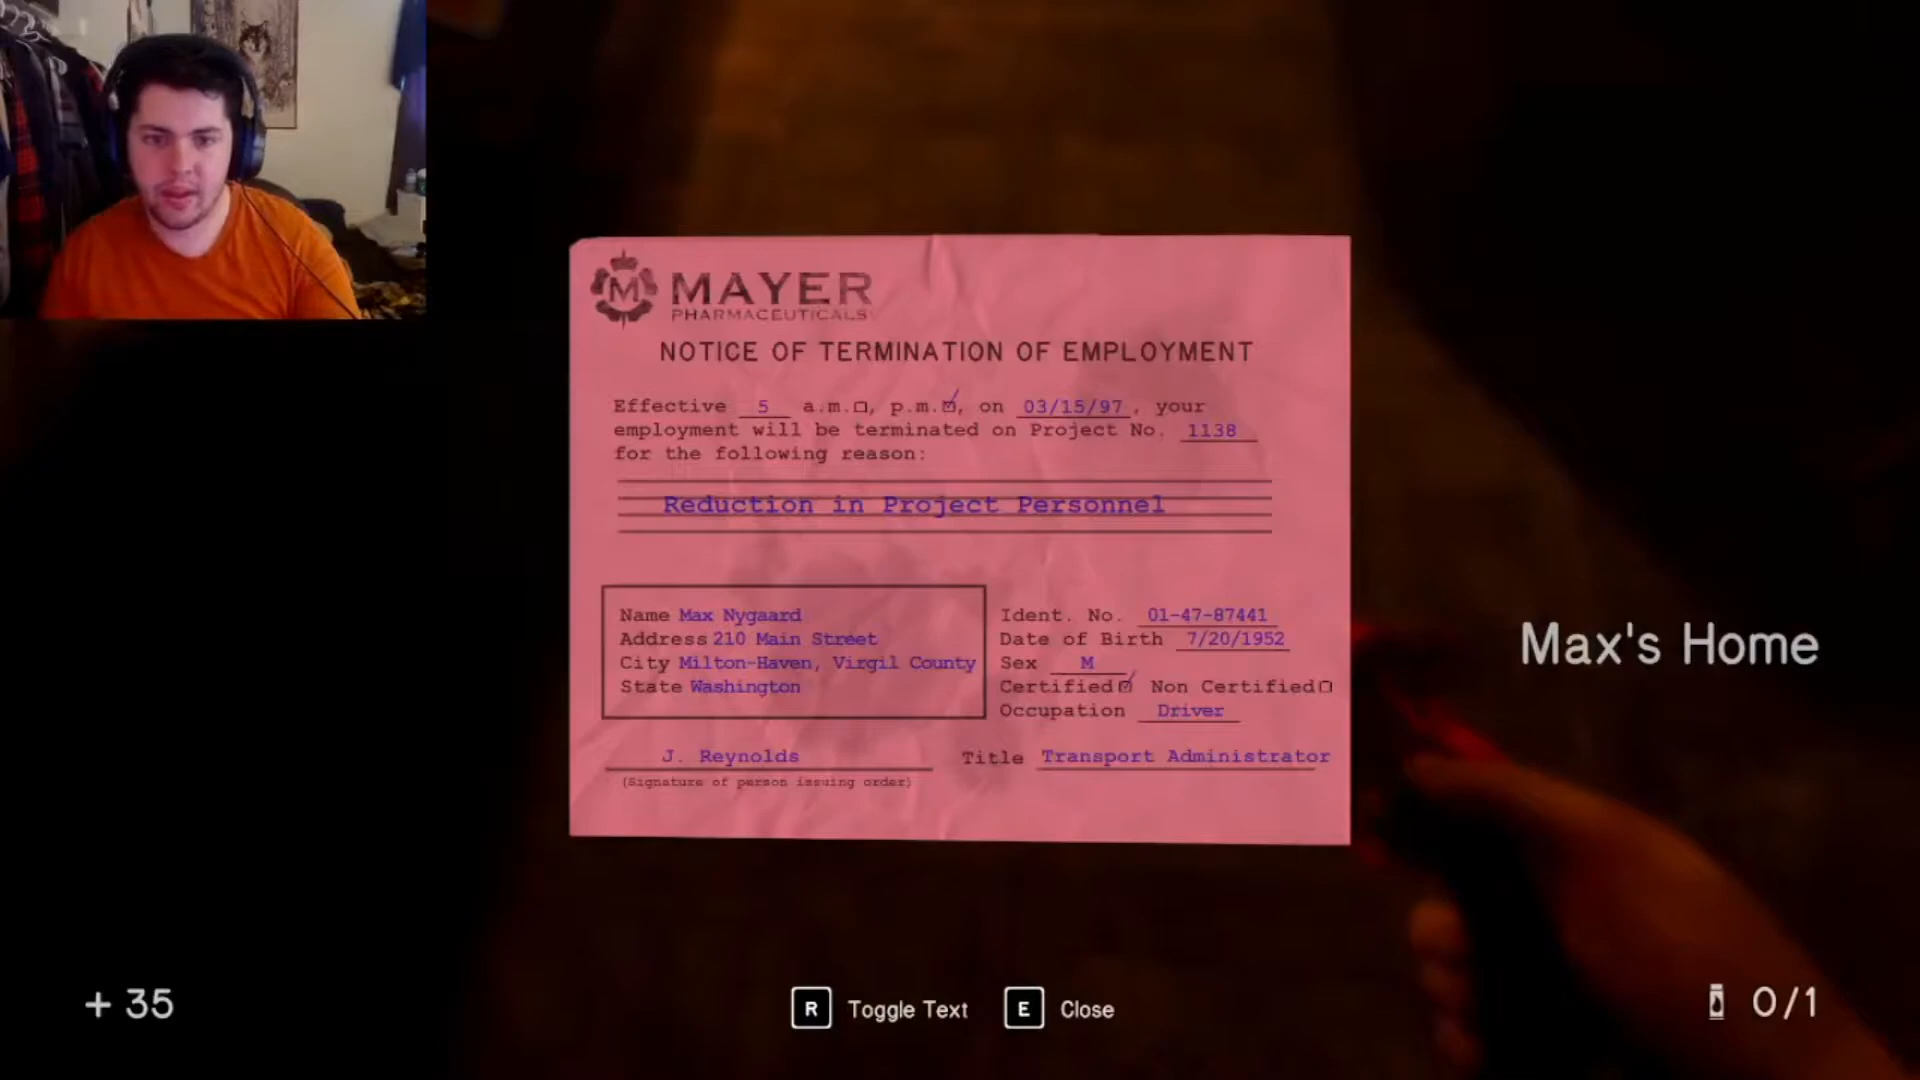 M MAYER
PHARMACEUTICALS
NOTICE OF TERMINATION OF EMPLOYMENT
Effective 5 a.m.☐, p.m.☑, on 03/15/97, your
employment will be terminated on Project No. 1138
for the following reason:
Reduction in Project Personnel
Name Max Nygaard
Address 210 Main Street
City Milton-Haven, Virgil County
State Washington
Ident. No. 01-47-87441
Date of Birth 7/20/1952
Sex M
Certified☑ Non Certified☐
Occupation Driver
J. Reynolds
(Signature of person issuing order)
Title Transport Administrator
Max's Home
+ 35
R Toggle Text E Close
0/1